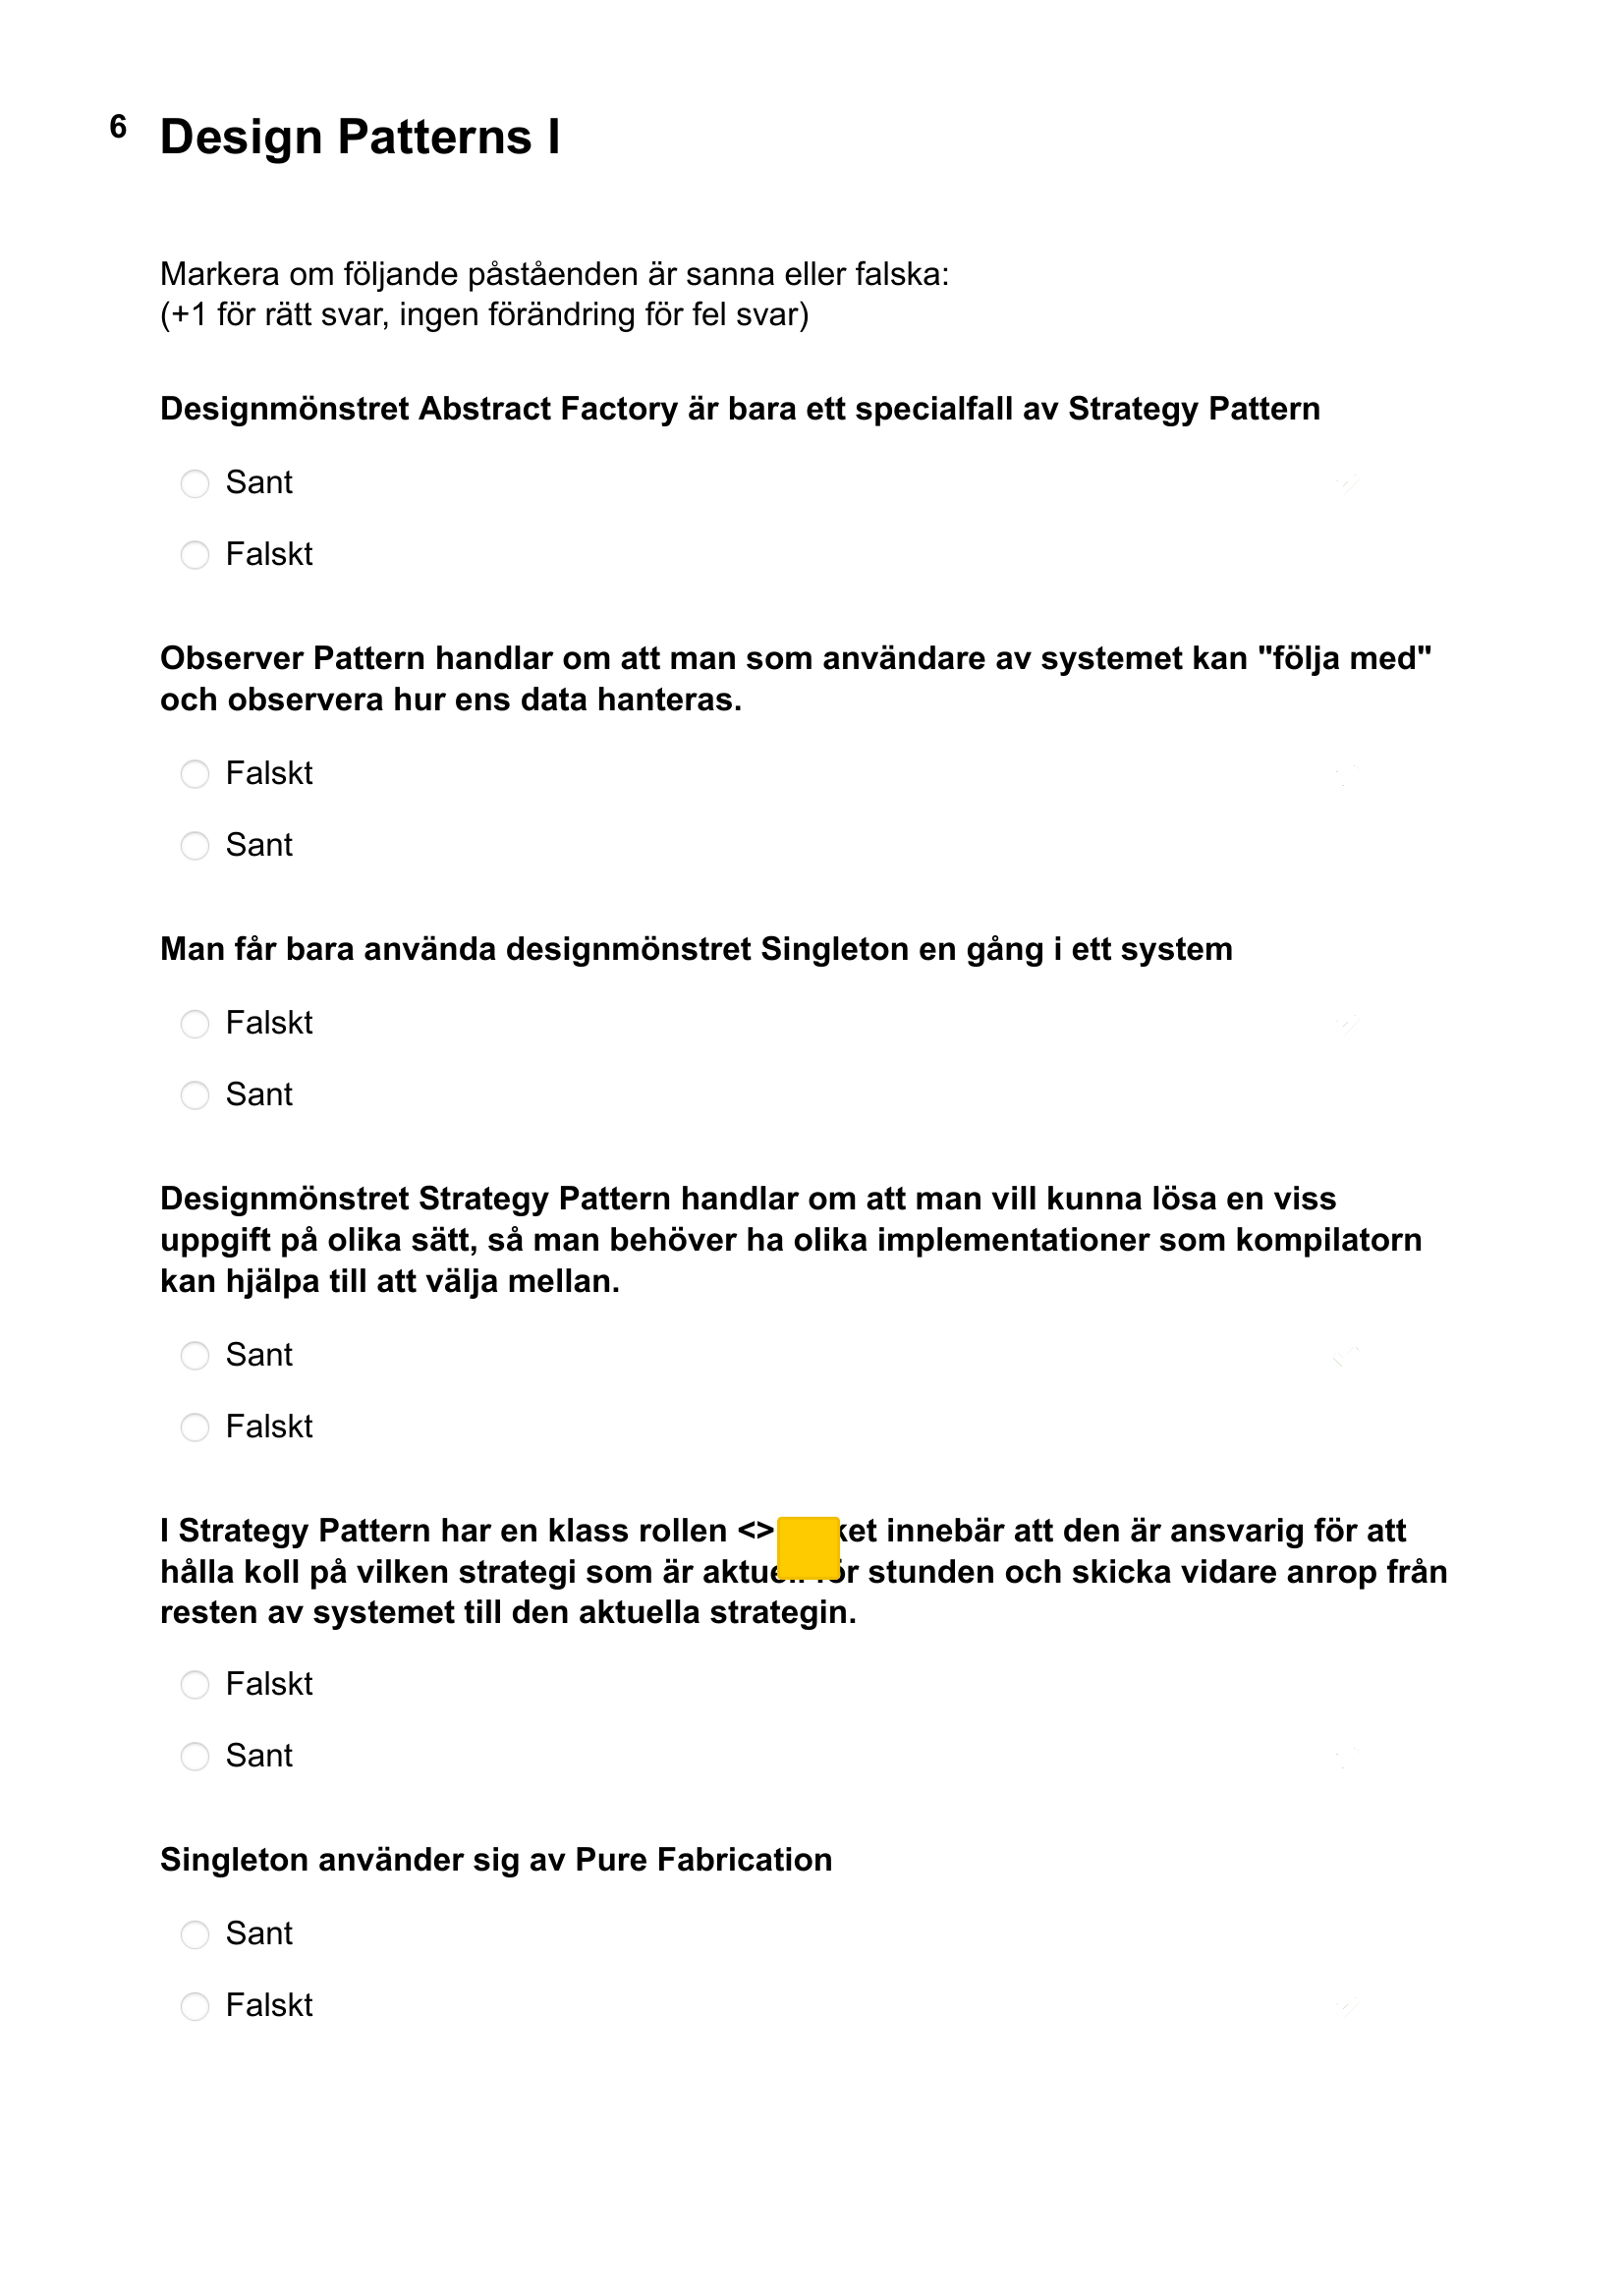 6 Design Patterns I
Markera om följande påståenden är sanna eller falska:
(+1 för rätt svar, ingen förändring för fel svar)
Designmönstret Abstract Factory är bara ett specialfall av Strategy Pattern
Sant
Falskt
Observer Pattern handlar om att man som användare av systemet kan "följa med"
och observera hur ens data hanteras.
Falskt
Sant
Man får bara använda designmönstret Singleton en gång i ett system
Falskt
Sant
Designmönstret Strategy Pattern handlar om att man vill kunna lösa en viss
uppgift på olika sätt, så man behöver ha olika implementationer som kompilatorn
kan hjälpa till att välja mellan.
Sant
Falskt
I Strategy Pattern har en klass rollen <> innebär att den är ansvarig för att
hålla koll på vilken strategi som är stunden och skicka vidare anrop från
resten av systemet till den aktuella strategin.
Falskt
Sant
Singleton använder sig av Pure Fabrication
Sant
Falskt